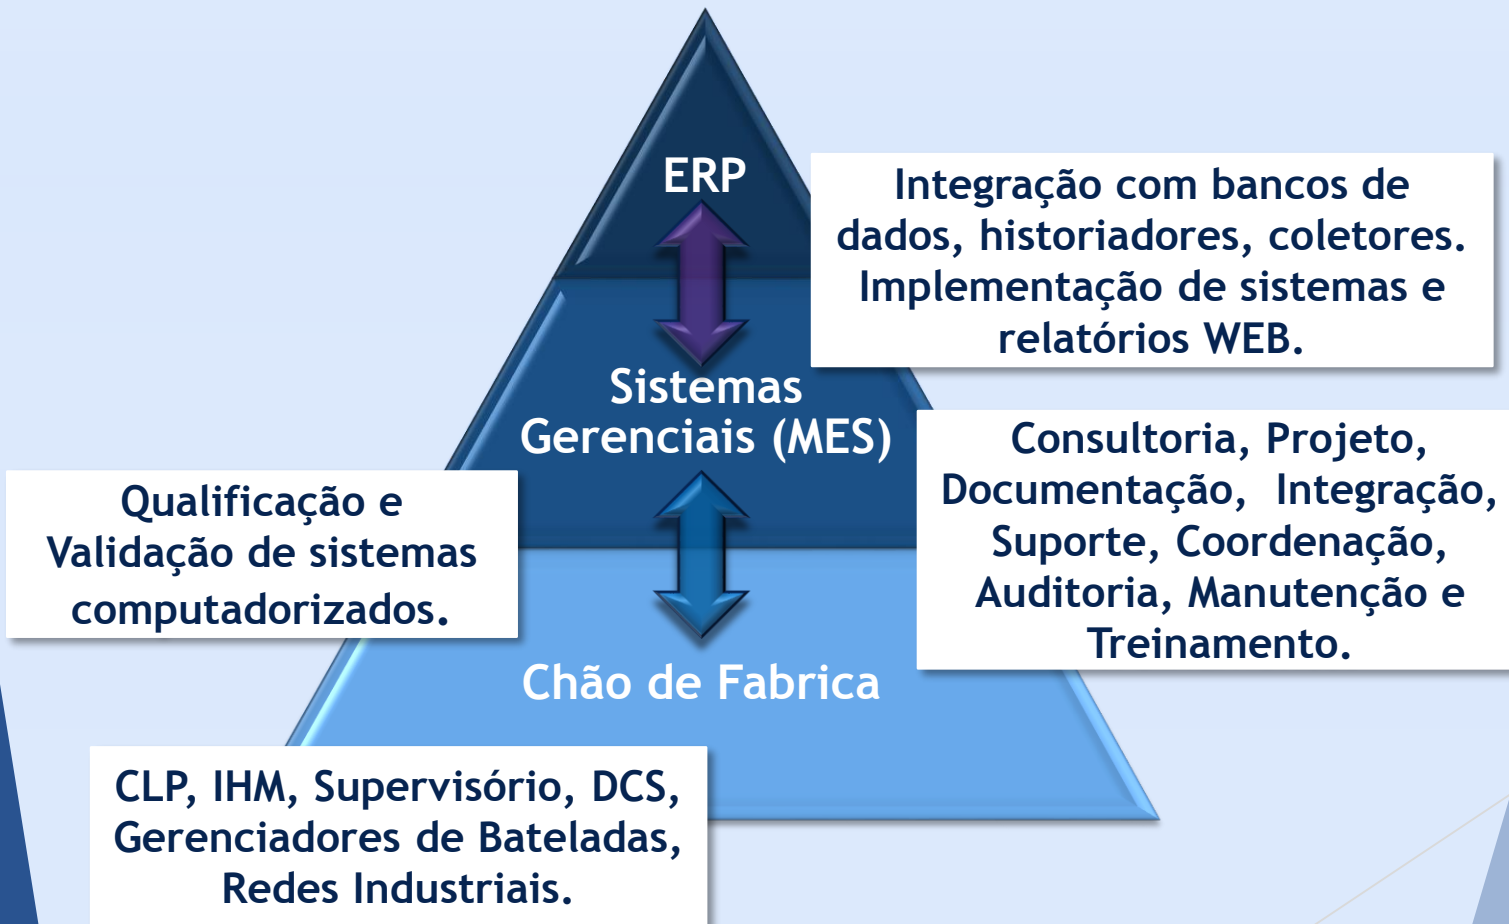 ERP
Integração com bancos de
dados, historiadores, coletores.
Implementação de sistemas e
relatórios WEB.
Sistemas
Gerenciais (MES)
Consultoria, Projeto,
Documentação, Integração,
Suporte, Coordenação,
Auditoria, Manutenção e
Treinamento.
Qualificação e
Validação de sistemas
computadorizados.
Chão de Fabrica
CLP, IHM, Supervisório, DCS,
Gerenciadores de Bateladas,
Redes Industriais.